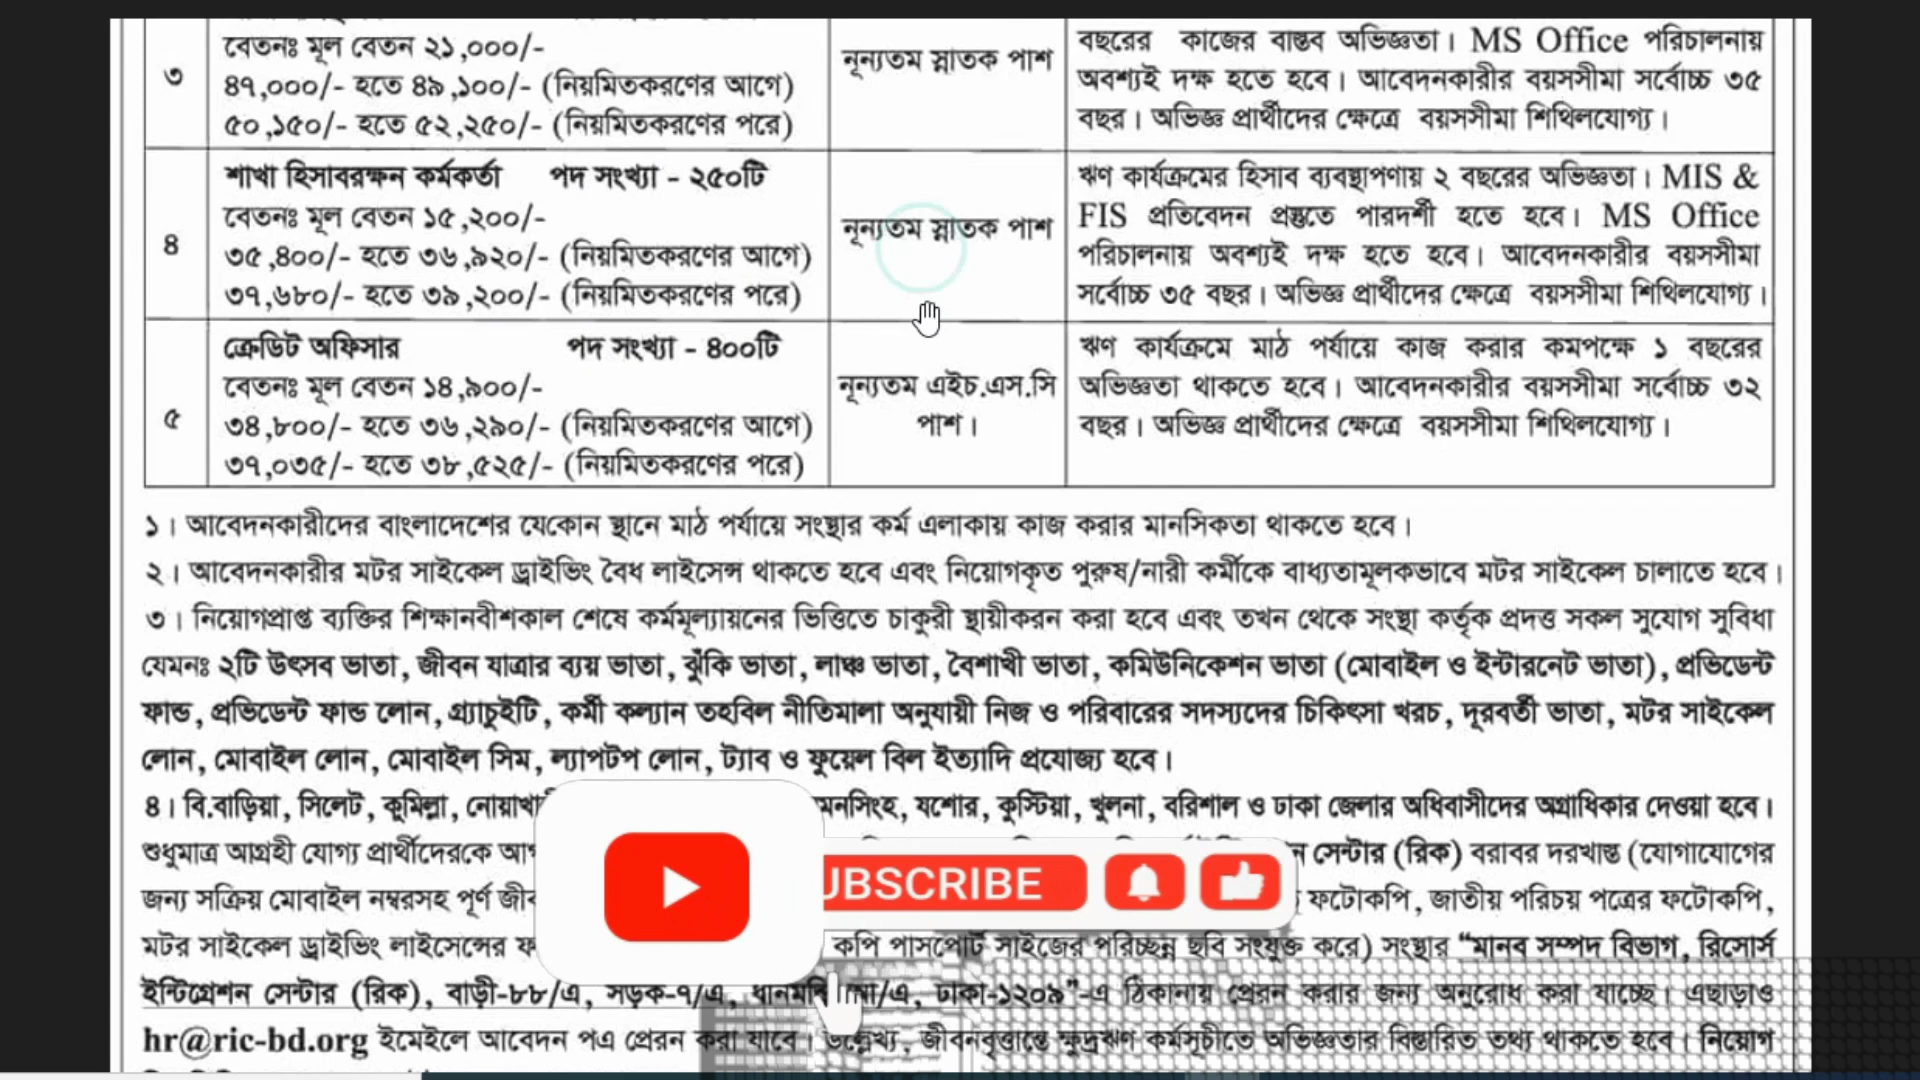 ৩
বেতনঃ মূল বেতন ২১,০০০/-
৪৭,০০০/- হতে ৪৯,১০০/- (নিয়মিতকরণের আগে)
৫০,১৫০/- হতে ৫২,২৫০/- (নিয়মিতকরণের পরে)
নূন্যতম স্নাতক পাশ
বছরের কাজের বাস্তব অভিজ্ঞতা। MS Office পরিচালনায়
অবশ্যই দক্ষ হতে হবে। আবেদনকারীর বয়সসীমা সর্বোচ্চ ৩৫
বছর। অভিজ্ঞ প্রার্থীদের ক্ষেত্রে বয়সসীমা শিথিলযোগ্য।
৪
শাখা হিসাবরক্ষন কর্মকর্তা পদ সংখ্যা - ২৫০টি
বেতনঃ মূল বেতন ১৫,২০০/-
৩৫,৪০০/- হতে ৩৬,৯২০/- (নিয়মিতকরণের আগে)
৩৭,৬৮০/- হতে ৩৯,২০০/- (নিয়মিতকরণের পরে)
নূন্যতম স্নাতক পাশ
ঋণ কার্যক্রমের হিসাব ব্যবস্থাপণায় ২ বছরের অভিজ্ঞতা। MIS &
FIS প্রতিবেদন প্রস্তুতে পারদর্শী হতে হবে। MS Office
পরিচালনায় অবশ্যই দক্ষ হতে হবে। আবেদনকারীর বয়সসীমা
সর্বোচ্চ ৩৫ বছর। অভিজ্ঞ প্রার্থীদের ক্ষেত্রে বয়সসীমা শিথিলযোগ্য।
৫
ক্রেডিট অফিসার পদ সংখ্যা - ৪০০টি
বেতনঃ মূল বেতন ১৪,৯০০/-
৩৪,৮০০/- হতে ৩৬,২৯০/- (নিয়মিতকরণের আগে)
৩৭,০৩৫/- হতে ৩৮,৫২৫/- (নিয়মিতকরণের পরে)
নূন্যতম এইচ.এস.সি
পাশ।
ঋণ কার্যক্রমে মাঠ পর্যায়ে কাজ করার কমপক্ষে ১ বছরের
অভিজ্ঞতা থাকতে হবে। আবেদনকারীর বয়সসীমা সর্বোচ্চ ৩২
বছর। অভিজ্ঞ প্রার্থীদের ক্ষেত্রে বয়সসীমা শিথিলযোগ্য।
১। আবেদনকারীদের বাংলাদেশের যেকোন স্থানে মাঠ পর্যায়ে সংস্থার কর্ম এলাকায় কাজ করার মানসিকতা থাকতে হবে।
২। আবেদনকারীর মটর সাইকেল ড্রাইভিং বৈধ লাইসেন্স থাকতে হবে এবং নিয়োগকৃত পুরুষ/নারী কর্মীকে বাধ্যতামূলকভাবে মটর সাইকেল চালাতে হবে।
৩। নিয়োগপ্রাপ্ত ব্যক্তির শিক্ষানবীশকাল শেষে কর্মমূল্যায়নের ভিত্তিতে চাকুরী স্থায়ীকরন করা হবে এবং তখন থেকে সংস্থা কর্তৃক প্রদত্ত সকল সুযোগ সুবিধা
যেমনঃ ২টি উৎসব ভাতা, জীবন যাত্রার ব্যয় ভাতা, ঝুঁকি ভাতা, লাঞ্চ ভাতা, বৈশাখী ভাতা, কমিউনিকেশন ভাতা (মোবাইল ও ইন্টারনেট ভাতা), প্রভিডেন্ট
ফান্ড, প্রভিডেন্ট ফান্ড লোন, গ্র্যাচুইটি, কর্মী কল্যান তহবিল নীতিমালা অনুযায়ী নিজ ও পরিবারের সদস্যদের চিকিৎসা খরচ, দূরবর্তী ভাতা, মটর সাইকেল
লোন, মোবাইল লোন, মোবাইল সিম, ল্যাপটপ লোন, ট্যাব ও ফুয়েল বিল ইত্যাদি প্রযোজ্য হবে।
৪। বি.বাড়িয়া, সিলেট, কুমিল্লা, যশোর, কুস্টিয়া, খুলনা, বরিশাল ও ঢাকা জেলার অধিবাসীদের অগ্রাধিকার দেওয়া হবে।
শুধুমাত্র আগ্রহী যোগ্য প্রার্থীদেরকে সেন্টার (রিক) বরাবর দরখাস্ত (যোগাযোগের
UBSCRIBE
জন্য সক্রিয় মোবাইল নম্বরসহ পূর্ণ ফটোকপি, জাতীয় পরিচয় পত্রের ফটোকপি,
মটর সাইকেল ড্রাইভিং লাইসেন্সের কপি পাসপোর্ট সাইজের পরিচ্ছন্ন ছবি সংযুক্ত করে) সংস্থার “মানব সম্পদ বিভাগ, রিসোর্স
ইন্টিগ্রেশন সেন্টার (রিক), বাড়ী-৮৮/এ, সড়ক-৭/এ, ঢাকা-১২০৯”-এ ঠিকানায় প্রেরন করার জন্য অনুরোধ করা যাচ্ছে। এছাড়াও
hr@ric-bd.org ইমেইলে আবেদন পএ প্রেরন করা যাবে। উল্লেখ্য, জীবনবৃত্তান্তে ক্ষুদ্রঋণ কর্মসূচীতে অভিজ্ঞতার বিস্তারিত তথ্য থাকতে হবে। নিয়োগ